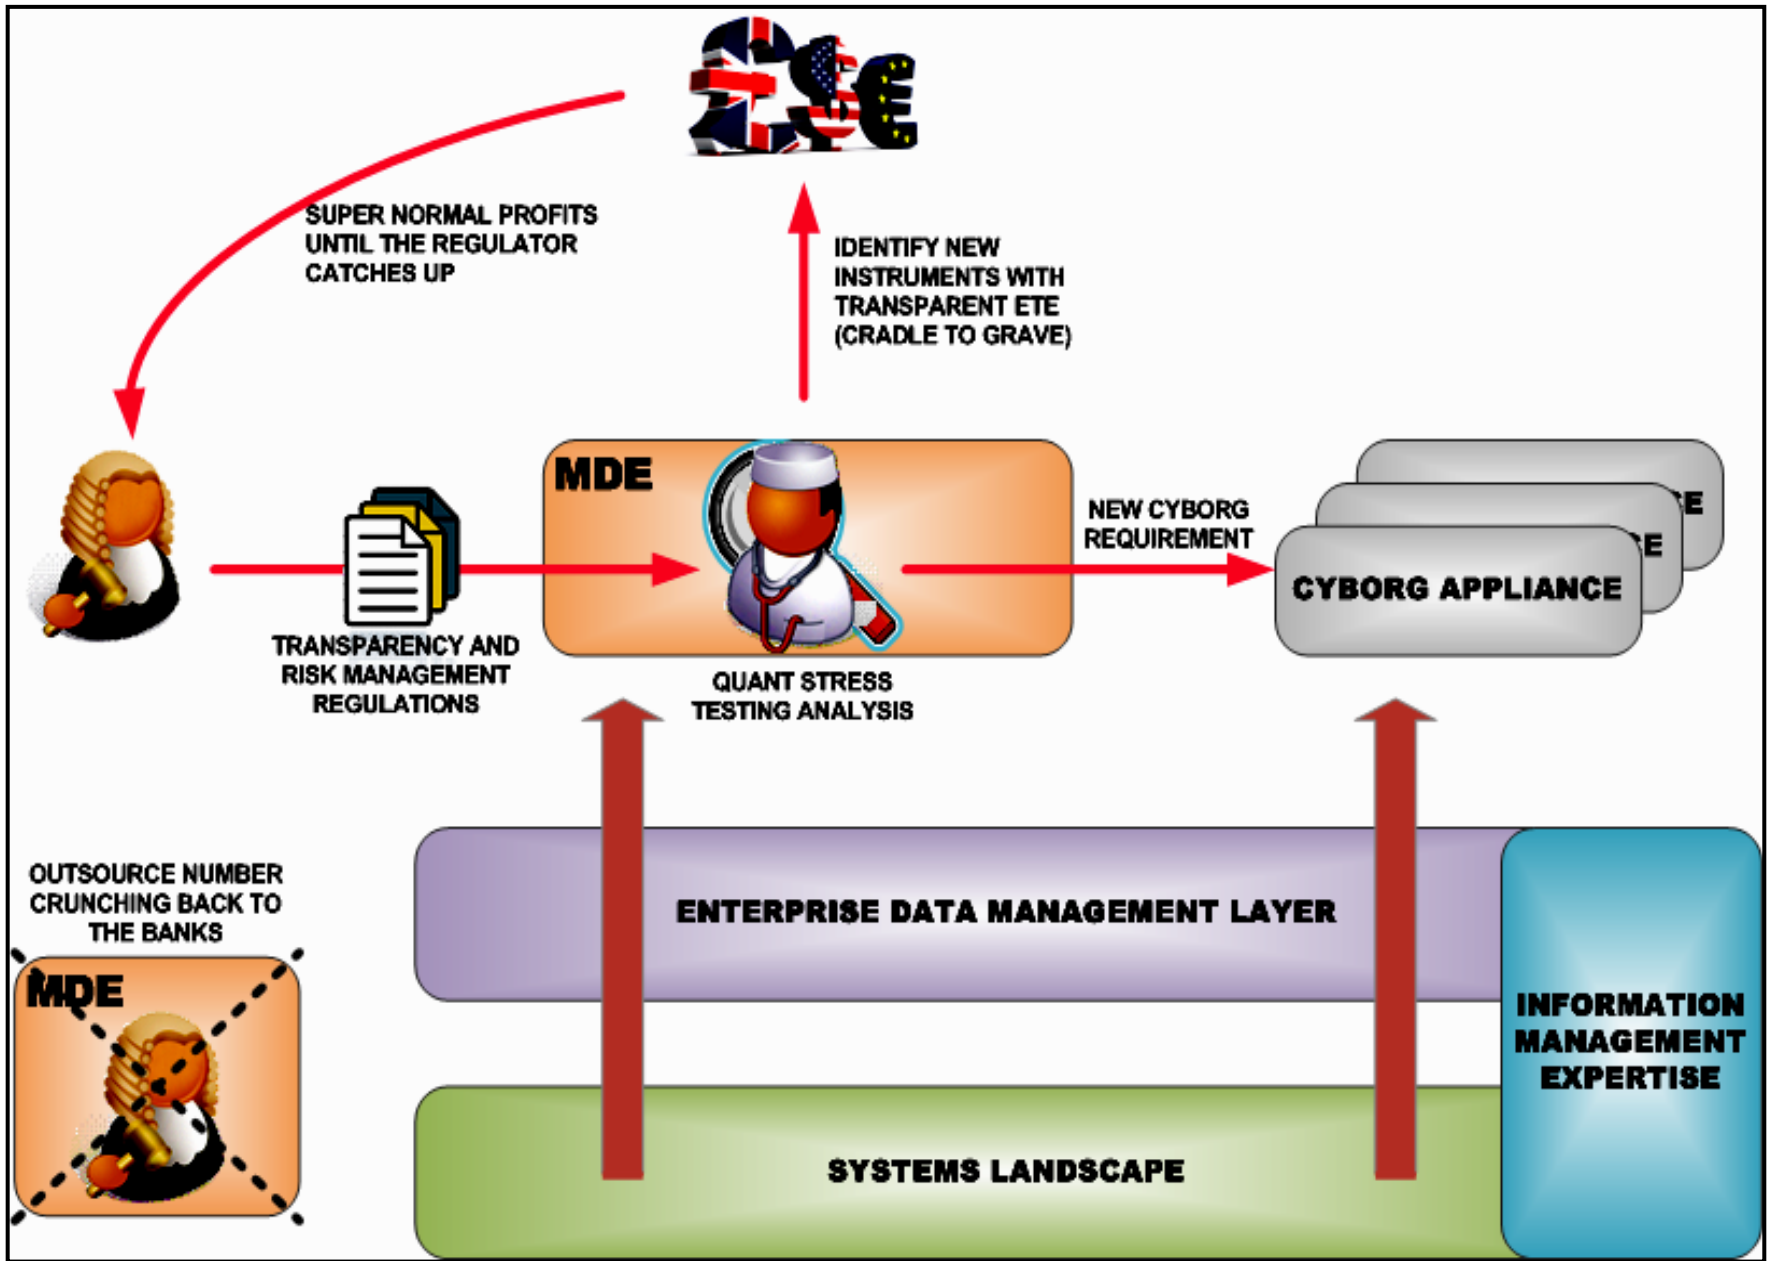 SUPER NORMAL PROFITS
UNTIL THE REGULATOR
CATCHES UP
IDENTIFY NEW
INSTRUMENTS WITH
TRANSPARENT ETE
(CRADLE TO GRAVE)
MDE
NEW CYBORG
REQUIREMENT
CE
CE
CYBORG APPLIANCE
TRANSPARENCY AND
RISK MANAGEMENT
REGULATIONS
QUANT STRESS
TESTING ANALYSIS
OUTSOURCE NUMBER
CRUNCHING BACK TO
THE BANKS
MDE
ENTERPRISE DATA MANAGEMENT LAYER
INFORMATION
MANAGEMENT
EXPERTISE
SYSTEMS LANDSCAPE